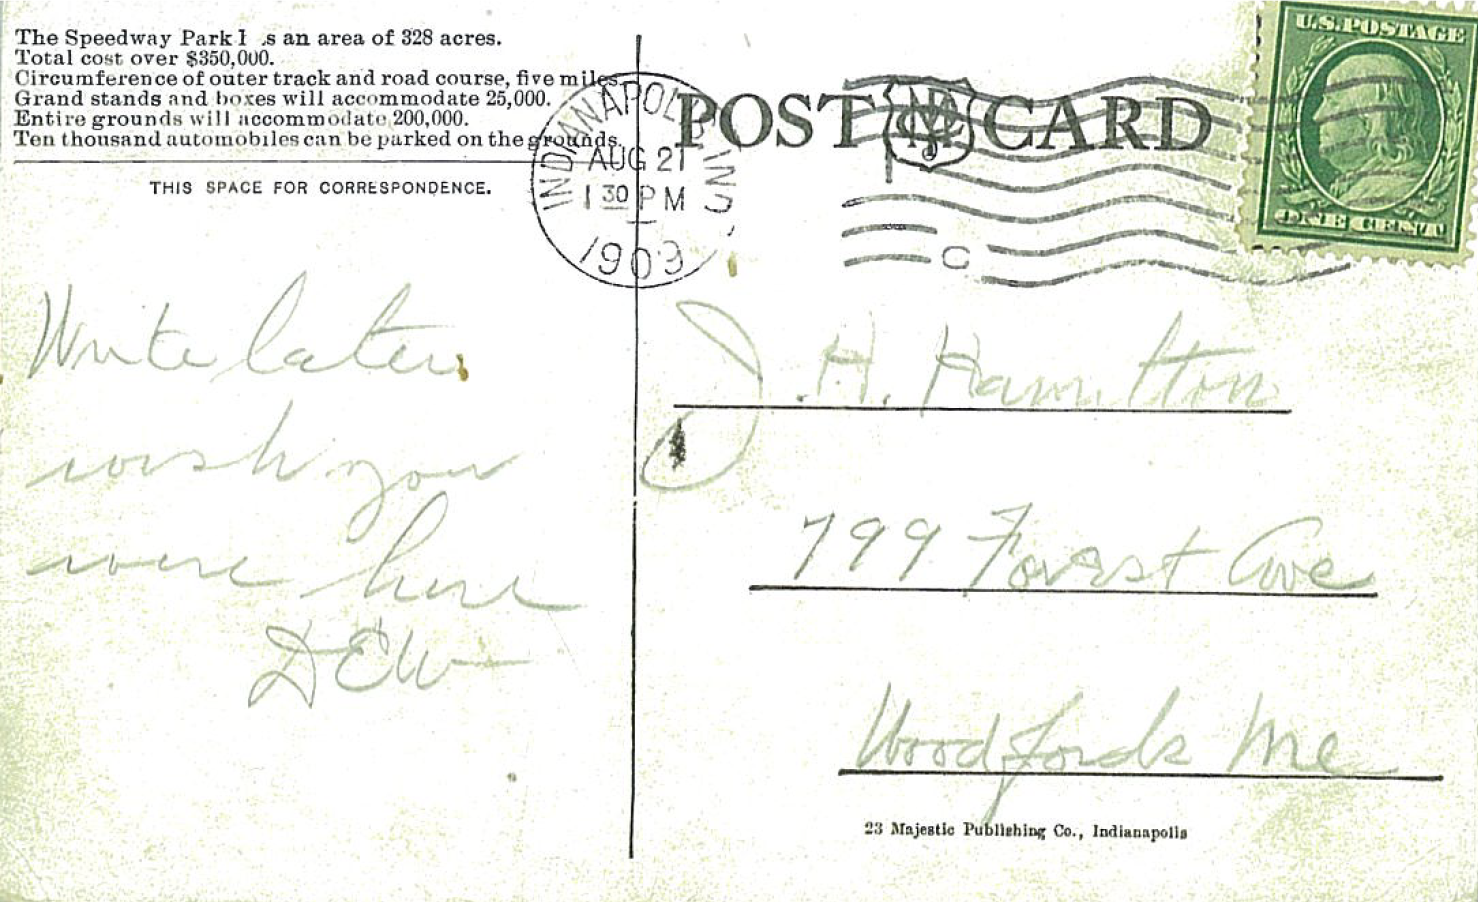 The Speedway Park s an area of 328 acres.
Total cost over $350,000.
Circumference of outer track and road course, five miles.
Grand stands and boxes will accommodate 25,000.
Entire grounds will accommodate 200,000.
Ten thousand automobiles can be parked on the grounds.
THIS SPACE FOR CORRESPONDENCE.
INDIANAPOLIS IND.
AUG 21
1 30 PM
1909
POST CARD
C
U.S. POSTAGE
ONE CENT
Write later
wish you
were here
DEW
J. H. Hamilton
799 Forest Ave
Woodfords Me
23 Majestic Publishing Co., Indianapolis